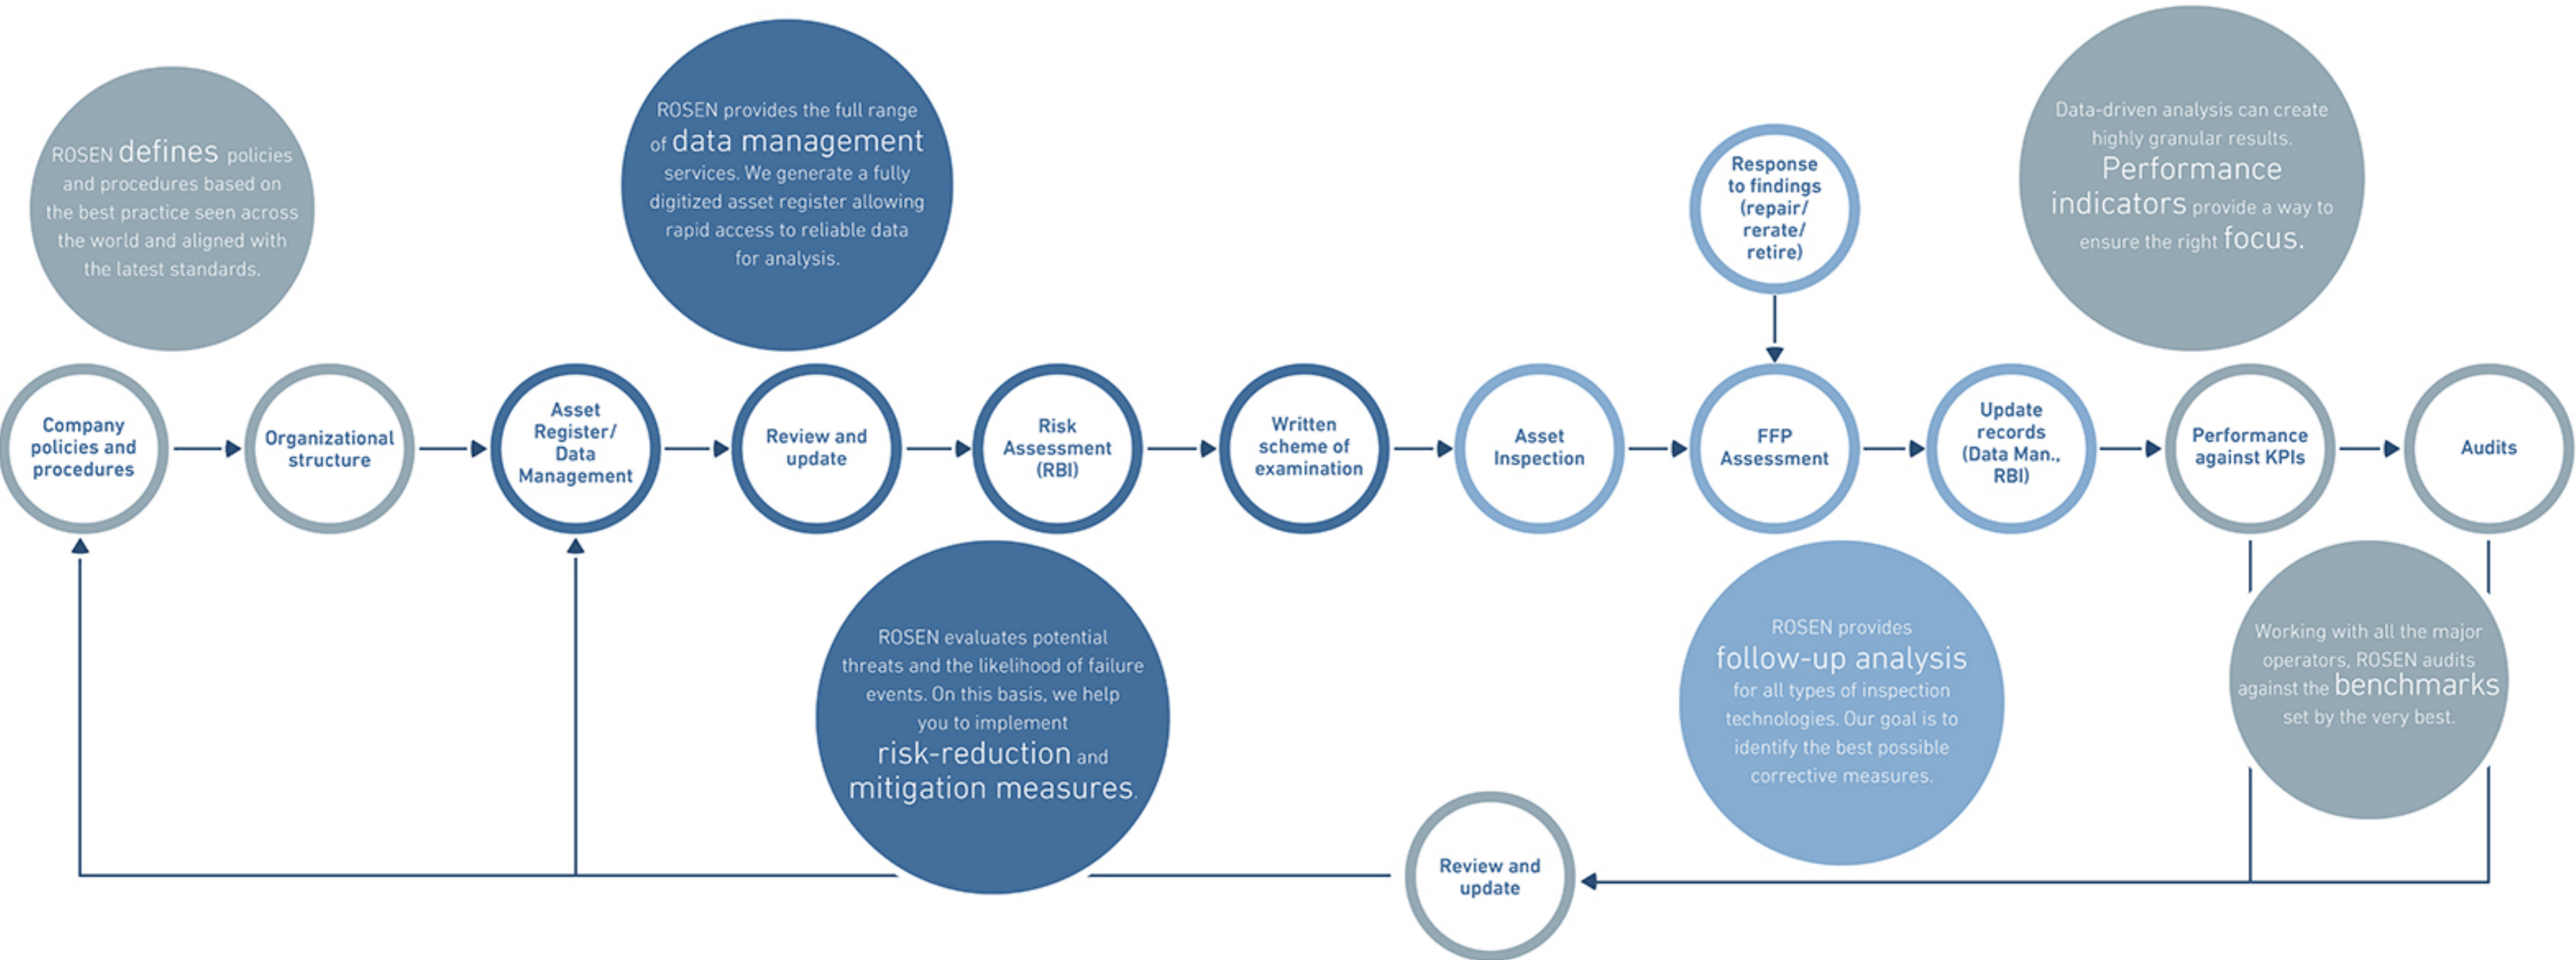 ROSEN defines policies
and procedures based on
the best practice seen across
the world and aligned with
the latest standards.
ROSEN provides the full range
of data management
services. We generate a fully
digitized asset register allowing
rapid access to reliable data
for analysis.
Response
to findings
(repair/
rerate/
retire)
Data-driven analysis can create
highly granular results.
Performance
indicators provide a way to
ensure the right focus.
Company
policies and
procedures
Organizational
structure
Asset
Register/
Data
Management
Review and
update
Risk
Assessment
(RBI)
Written
scheme of
examination
Asset
Inspection
FFP
Assessment
Update
records
(Data Man.,
RBI)
Performance
against KPIs
Audits
ROSEN evaluates potential
threats and the likelihood of failure
events. On this basis, we help
you to implement
risk-reduction and
mitigation measures.
ROSEN provides
follow-up analysis
for all types of inspection
technologies. Our goal is to
identify the best possible
corrective measures.
Working with all the major
operators, ROSEN audits
against the benchmarks
set by the very best.
Review and
update